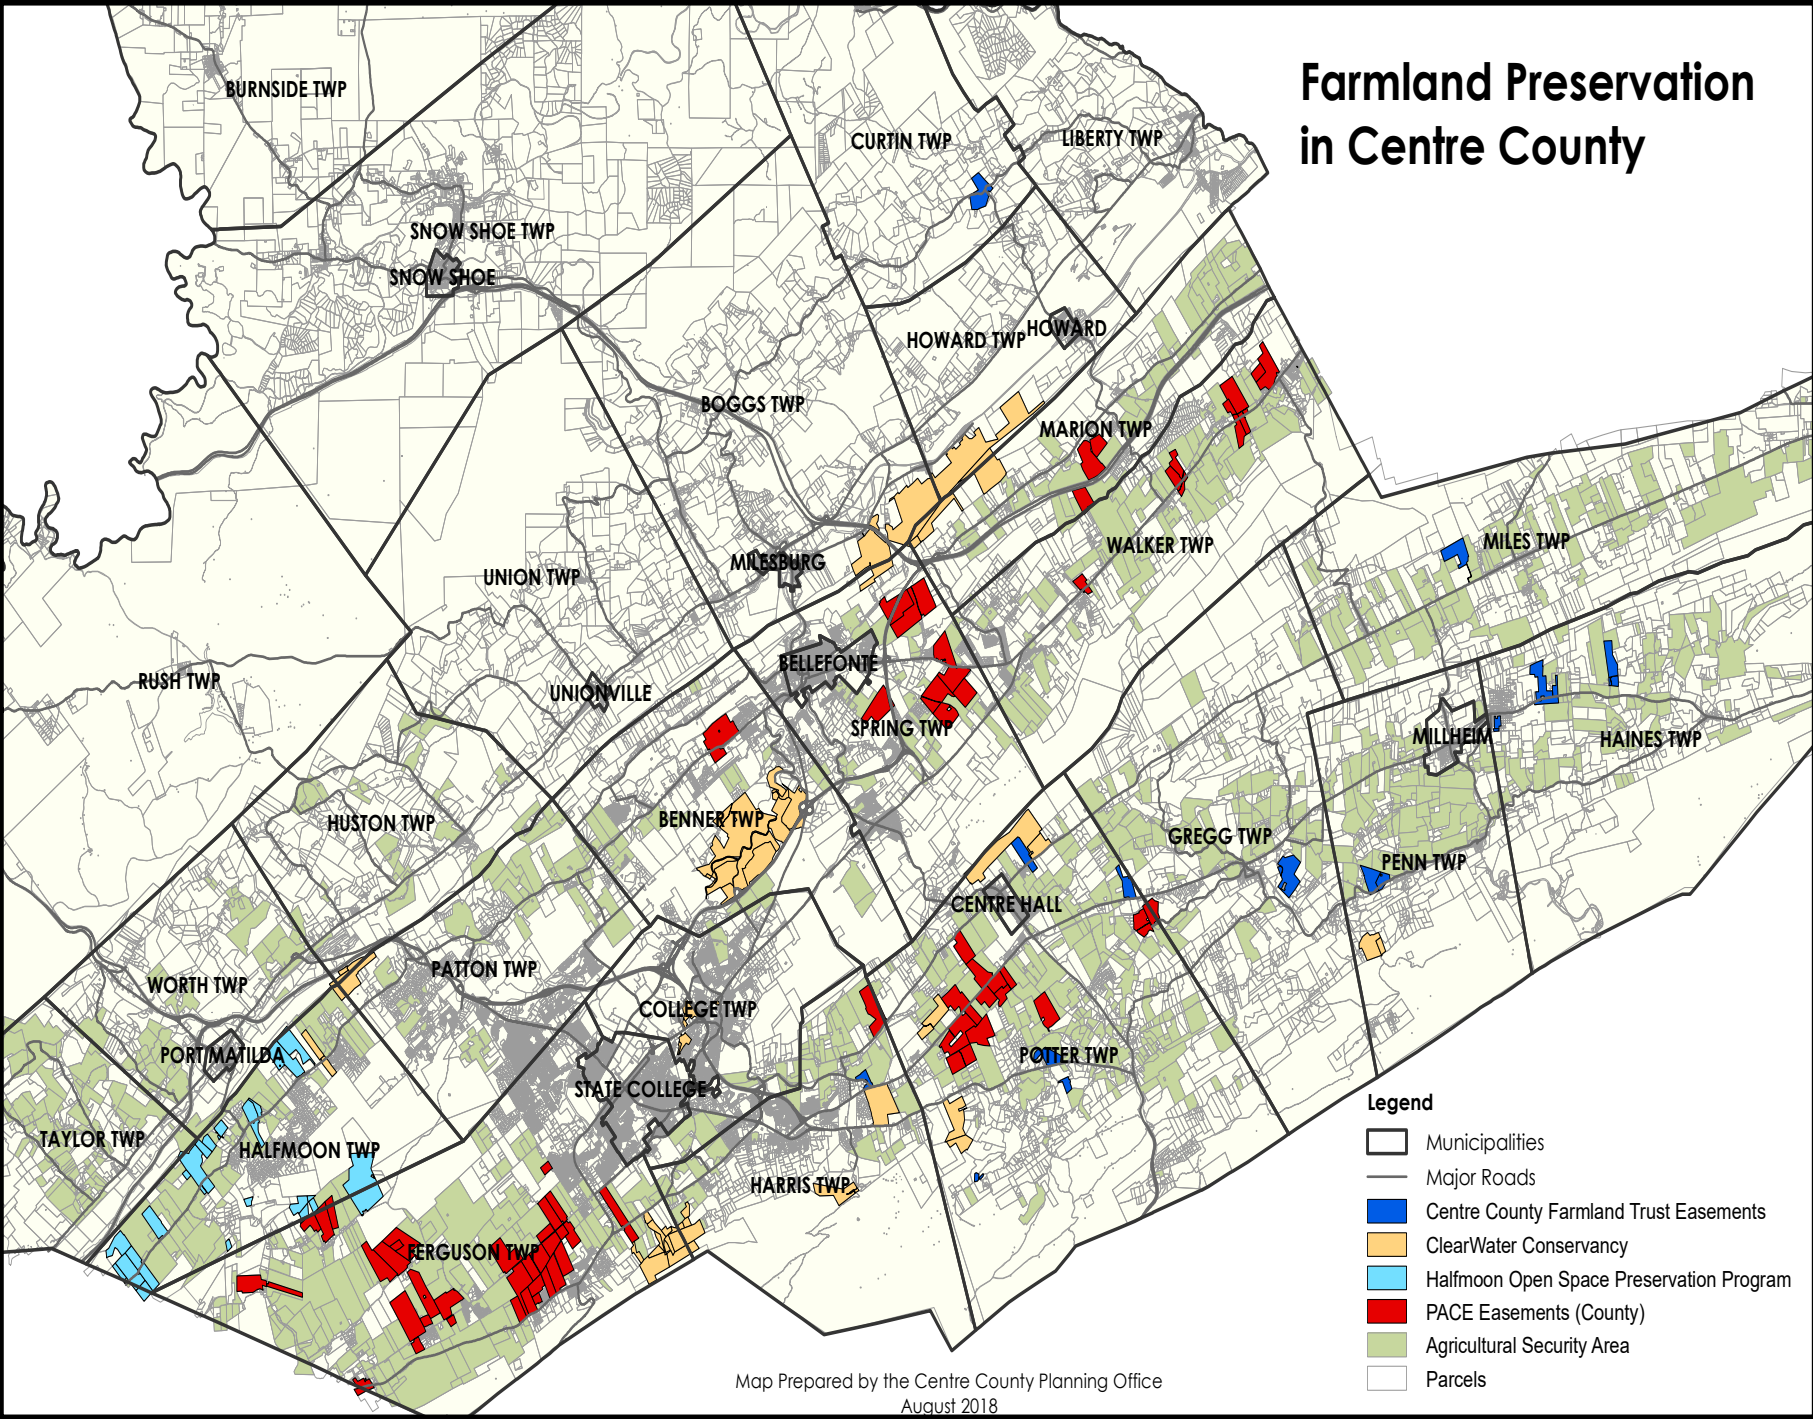 Farmland Preservation
in Centre County
BURNSIDE TWP
CURTIN TWP
LIBERTY TWP
SNOW SHOE TWP
SNOW SHOE
HOWARD TWP
HOWARD
BOGGS TWP
MARION TWP
WALKER TWP
MILES TWP
MILESBURG
UNION TWP
BELLEFONTE
RUSH TWP
UNIONVILLE
SPRING TWP
MILLHEIM
HAINES TWP
HUSTON TWP
BENNER TWP
GREGG TWP
PENN TWP
CENTRE HALL
PATTON TWP
WORTH TWP
COLLEGE TWP
PORT MATILDA
POTTER TWP
STATE COLLEGE
TAYLOR TWP
HALFMOON TWP
HARRIS TWP
FERGUSON TWP
Legend
Municipalities
Major Roads
Centre County Farmland Trust Easements
ClearWater Conservancy
Halfmoon Open Space Preservation Program
PACE Easements (County)
Agricultural Security Area
Parcels
Map Prepared by the Centre County Planning Office
August 2018